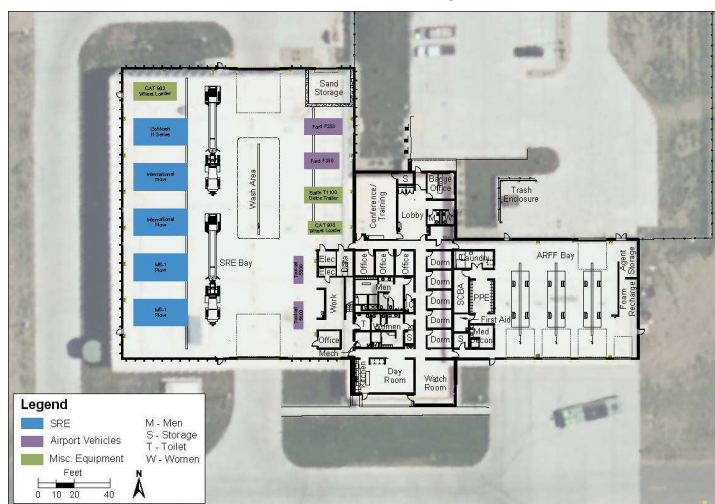 CAT 962
Wheel Loader
Oshkosh
H Series
International
Plow
International
Plow
MB-1
Plow
MB-1
Plow
Wash Area
SRE Bay
Sand
Storage
Ford F250
Ford F350
Trailer
Wheel Loader
Elec
Elec
Data
Work
Office
Mech
Conference/
Training
S
Badge
Office
Lobby
M
W
Office
Office
Office
Men
T
Women
S
Dorm
Dorm
Dorm
Dorm
Dorm
Kitchen
Day
Room
Watch
Room
Laundry
SCBA
PPE
First Aid
S
Med
Decon
ARFF Bay
Agent
Storage
Foam
Recharge
Trash
Enclosure
Legend
SRE
Airport Vehicles
Misc. Equipment
M - Men
S - Storage
T - Toilet
W - Women
Feet
0 10 20 40
N